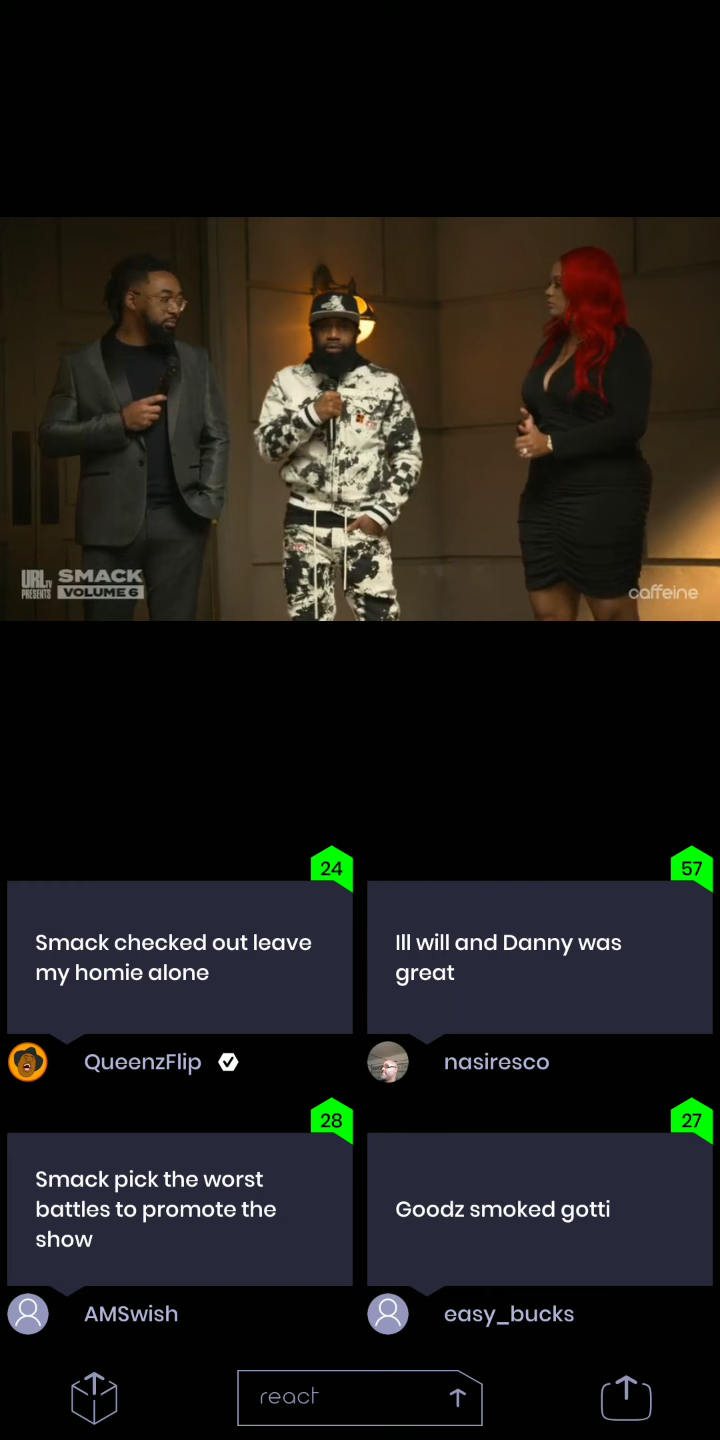 URLTV
PRESENTS
SMACK
VOLUME 6
caffeine
24
Smack checked out leave
my homie alone
QueenzFlip
57
Ill will and Danny was
great
nasiresco
28
Smack pick the worst
battles to promote the
show
AMSwish
27
Goodz smoked gotti
easy_bucks
react